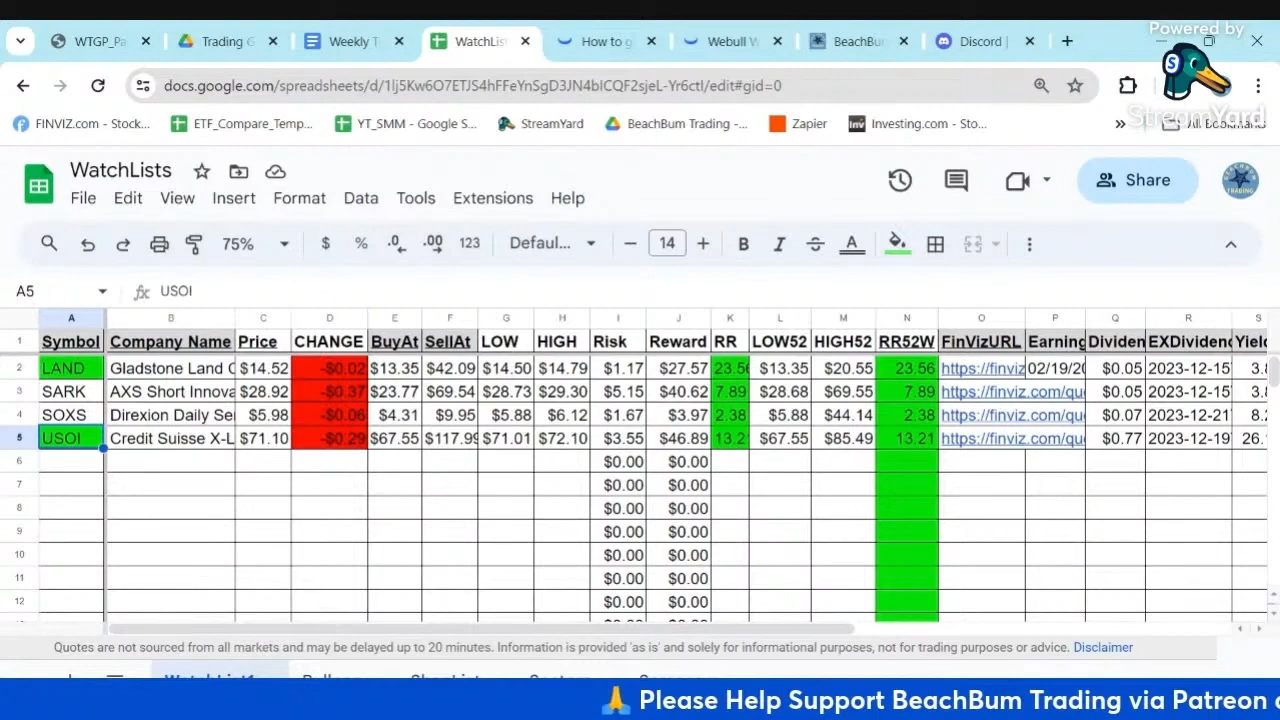 Powered by
StreamYard
WTGP_Pa
Trading G
Weekly T
WatchLis
How to g
Webull W
BeachBu
Discord |
docs.google.com/spreadsheets/d/1lj5Kw6O7ETJS4hFFeYnSgD3JN4bICQF2sjeL-Yr6ctI/edit#gid=0
FINVIZ.com - Stock... ETF_Compare_Temp... YT_SMM - Google S... StreamYard BeachBum Trading -... Zapier Investing.com - Sto... » All Bookmarks
WatchLists
File Edit View Insert Format Data Tools Extensions Help
Share
75% $ % .0 .00 123 Defaul... − 14 + B I S A
A5 fx USOI
A B C D E F G H I J K L M N O P Q R S
1 Symbol Company Name Price CHANGE BuyAt SellAt LOW HIGH Risk Reward RR LOW52 HIGH52 RR52W FinVizURL Earning Dividen EXDividend Yiel
2 LAND Gladstone Land C $14.52 -$0.02 $13.35 $42.09 $14.50 $14.79 $1.17 $27.57 23.56 $13.35 $20.55 23.56 https://finviz 02/19/20 $0.05 2023-12-15 3.8
3 SARK AXS Short Innova $28.92 -$0.37 $23.77 $69.54 $28.73 $29.30 $5.15 $40.62 7.89 $28.68 $69.55 7.89 https://finviz.com/qu $0.05 2023-12-15 3.8
4 SOXS Direxion Daily Se $5.98 -$0.06 $4.31 $9.95 $5.88 $6.12 $1.67 $3.97 2.38 $5.38 $44.14 2.38 https://finviz.com/qu $0.07 2023-12-21 8.2
5 USOI Credit Suisse X-L $71.10 -$0.29 $67.55 $117.99 $71.01 $72.10 $3.55 $46.89 13.21 $67.55 $85.49 13.21 https://finviz.com/qu $0.77 2023-12-19 26.
6 $0.00 $0.00
7 $0.00 $0.00
8 $0.00 $0.00
9 $0.00 $0.00
10 $0.00 $0.00
11 $0.00 $0.00
12 $0.00 $0.00
Quotes are not sourced from all markets and may be delayed up to 20 minutes. Information is provided 'as is' and solely for informational purposes, not for trading purposes or advice. Disclaimer
WatchList1
🙏 Please Help Support BeachBum Trading via Patreon